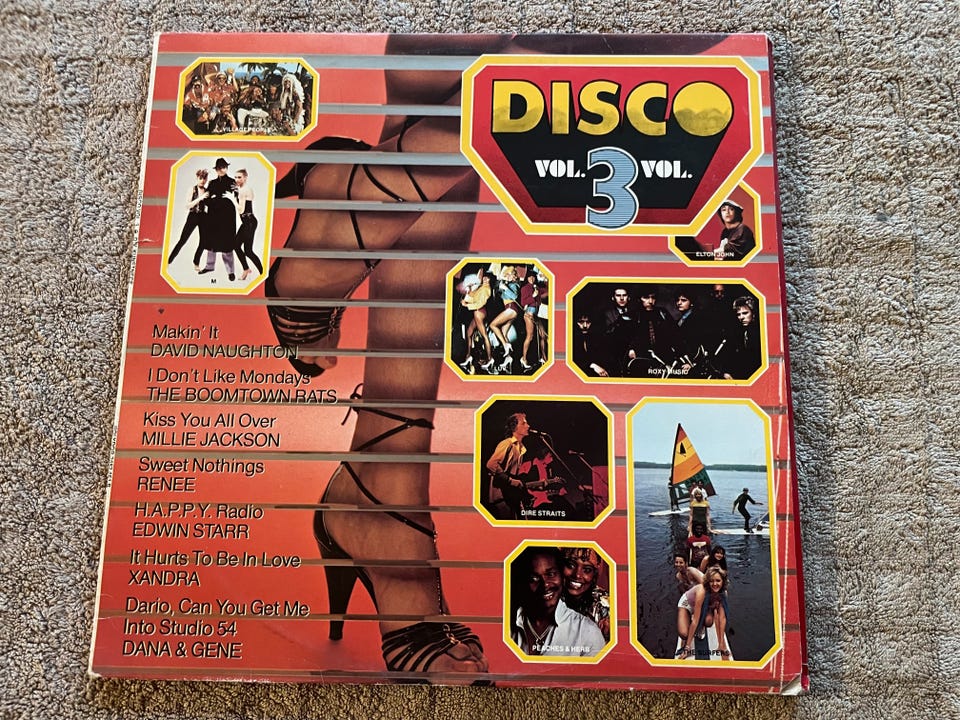 DISCO
VOL. 3 VOL.
VILLAGE PEOPLE
M
ELTON JOHN
ROXY MUSIC
DIRE STRAITS
PEACHES & HERB
THE SURFERS
Makin' It
DAVID NAUGHTON
I Don't Like Mondays
THE BOOMTOWN RATS
Kiss You All Over
MILLIE JACKSON
Sweet Nothings
RENEE
H.A.P.P.Y. Radio
EDWIN STARR
It Hurts To Be In Love
XANDRA
Dario, Can You Get Me
Into Studio 54
DANA & GENE